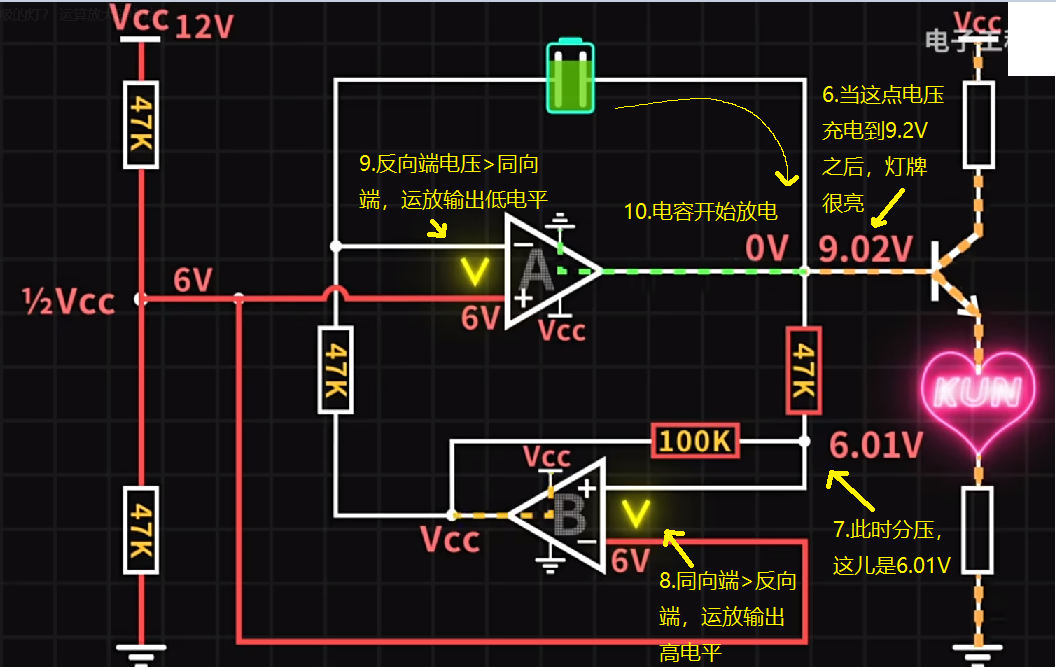 Vcc 12V
Vcc
电子工程
47K
6.当这点电压
充电到9.2V
之后，灯牌
很亮
9.反向端电压>同向
端，运放输出低电平
10.电容开始放电
0V 9.02V
A
6V
½Vcc
6V
Vcc
47K
47K
KUN
100K
6.01V
Vcc
B
Vcc
47K
6V
7.此时分压，
这儿是6.01V
8.同向端>反向
端，运放输出
高电平